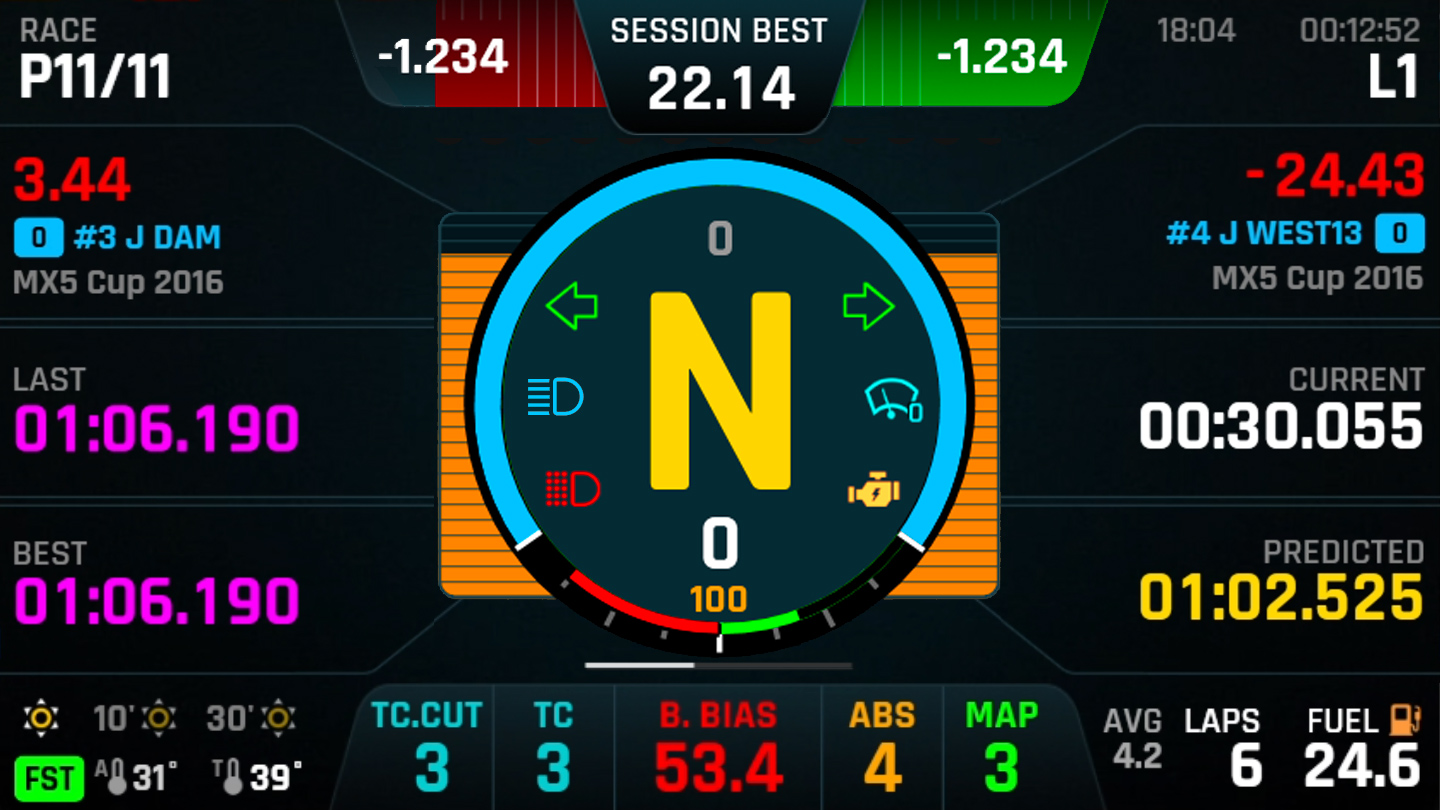 RACE
P11/11
-1.234
SESSION BEST
22.14
-1.234
18:04 00:12:52
L1
3.44
0 #3 J DAM
MX5 Cup 2016
-24.43
#4 J WEST13 0
MX5 Cup 2016
0
N
0
0
100
LAST
01:06.190
CURRENT
00:30.055
BEST
01:06.190
PREDICTED
01:02.525
10' 30'
FST A 31° T 39°
TC.CUT
3
TC
3
B. BIAS
53.4
ABS
4
MAP
3
AVG
4.2
LAPS
6
FUEL
24.6